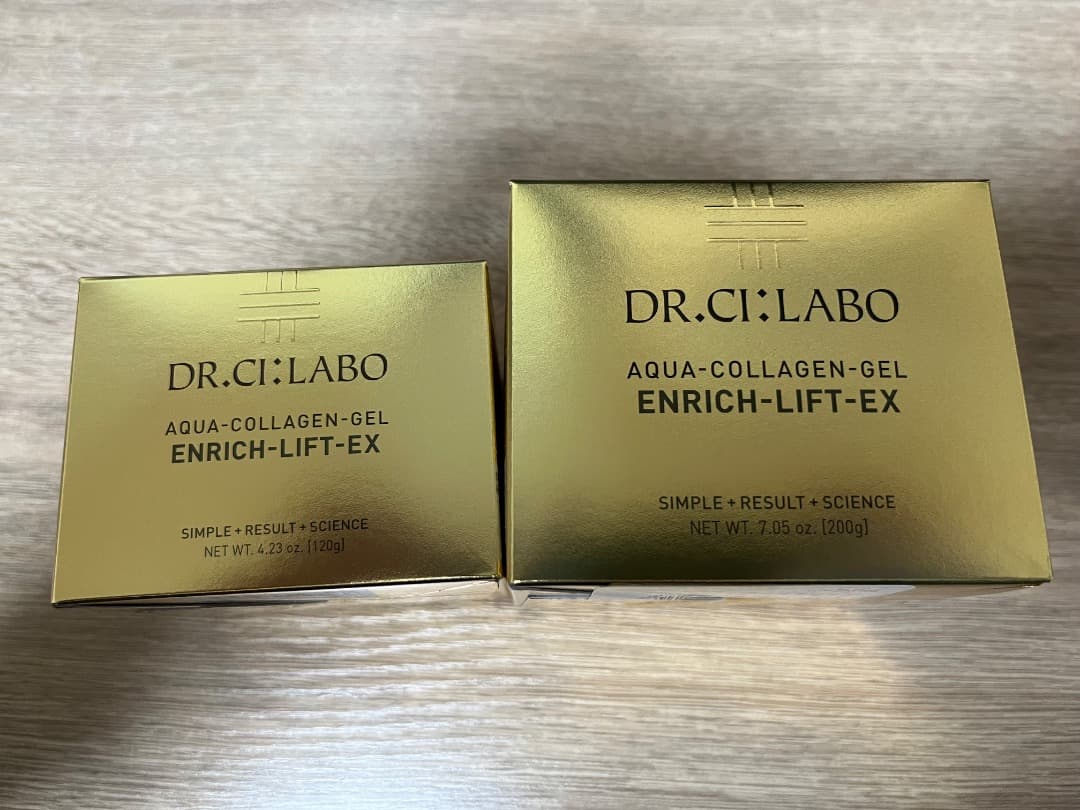 DR.CI:LABO
AQUA-COLLAGEN-GEL
ENRICH-LIFT-EX
SIMPLE+RESULT+SCIENCE
NET WT. 4.23 oz. [120g]
DR.CI:LABO
AQUA-COLLAGEN-GEL
ENRICH-LIFT-EX
SIMPLE+RESULT+SCIENCE
NET WT. 7.05 oz. [200g]